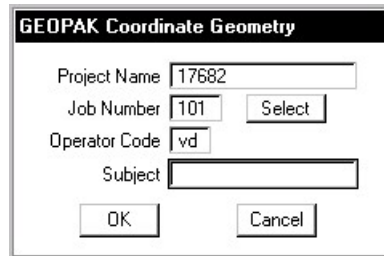 GEOPAK Coordinate Geometry
Project Name 17682
Job Number 101 Select
Operator Code vd
Subject
OK Cancel